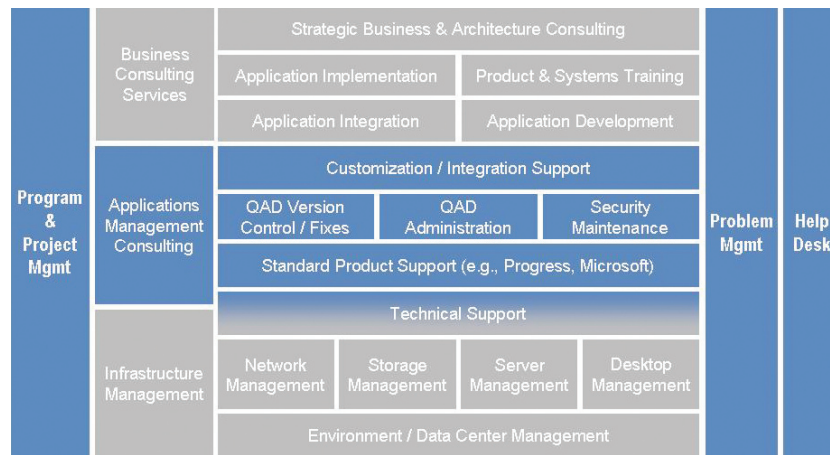 Program
&
Project
Mgmt
Business
Consulting
Services
Strategic Business & Architecture Consulting
Application Implementation
Product & Systems Training
Application Integration
Application Development
Applications
Management
Consulting
Customization / Integration Support
QAD Version
Control / Fixes
QAD
Administration
Security
Maintenance
Standard Product Support (e.g., Progress, Microsoft)
Technical Support
Infrastructure
Management
Network
Management
Storage
Management
Server
Management
Desktop
Management
Environment / Data Center Management
Problem
Mgmt
Help
Desk